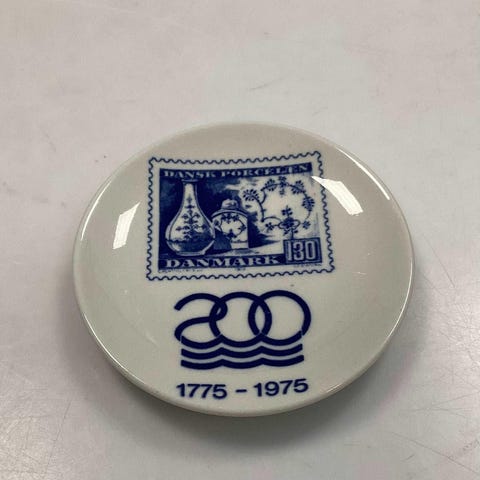 DANSK PORCELÆN
DANMARK 130
200
1775 - 1975